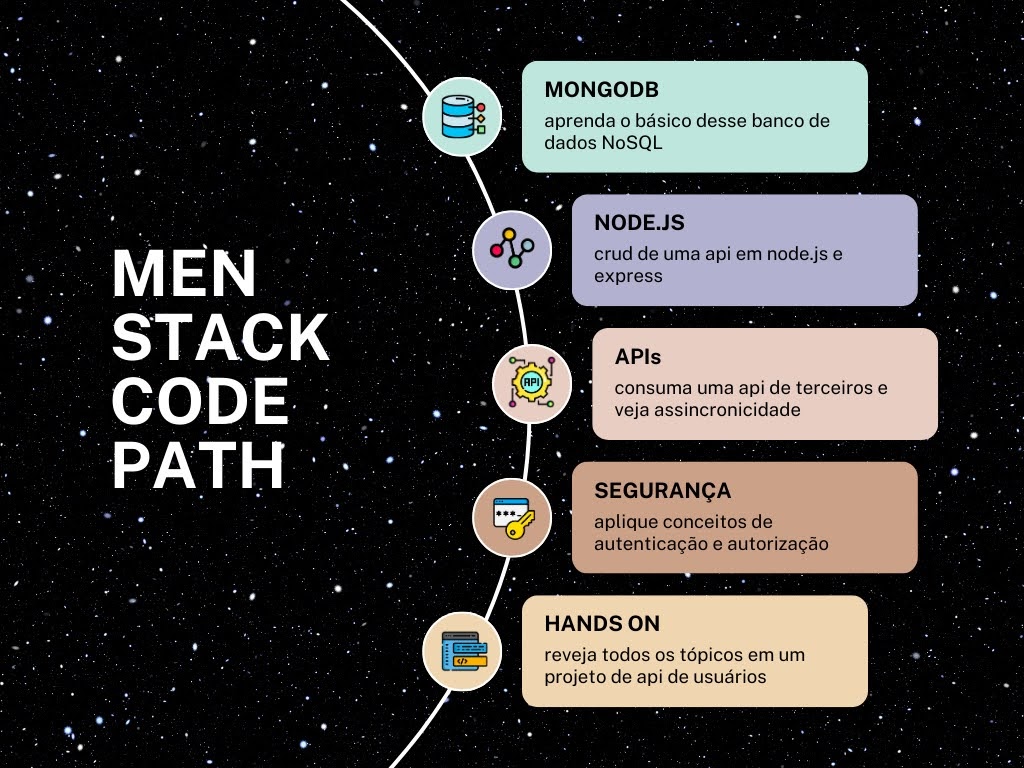 MEN
STACK
CODE
PATH
MONGODB
aprenda o básico desse banco de
dados NoSQL
NODE.JS
crud de uma api em node.js e
express
API
APIs
consuma uma api de terceiros e
veja assincronicidade
***_
SEGURANÇA
aplique conceitos de
autenticação e autorização
</>
HANDS ON
reveja todos os tópicos em um
projeto de api de usuários